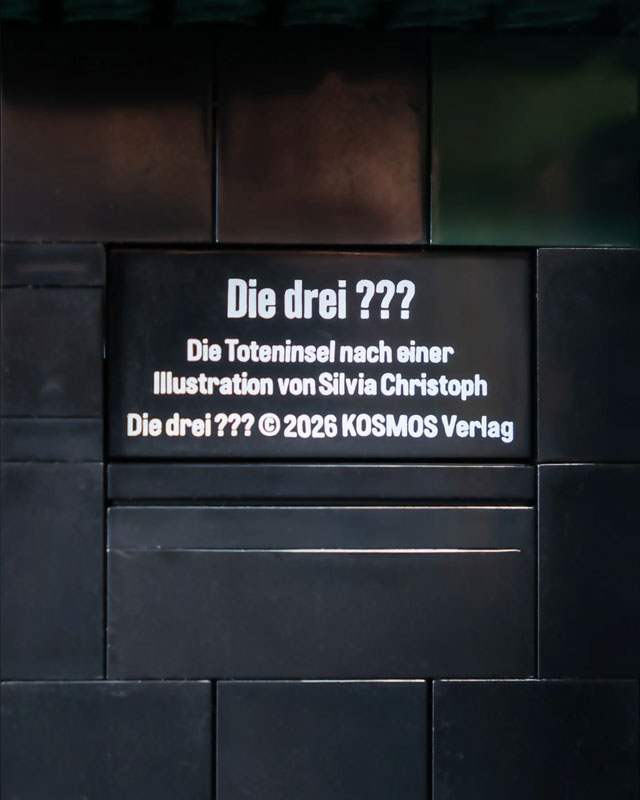 Die drei ???
Die Toteninsel nach einer
Illustration von Silvia Christoph
Die drei ??? © 2026 KOSMOS Verlag